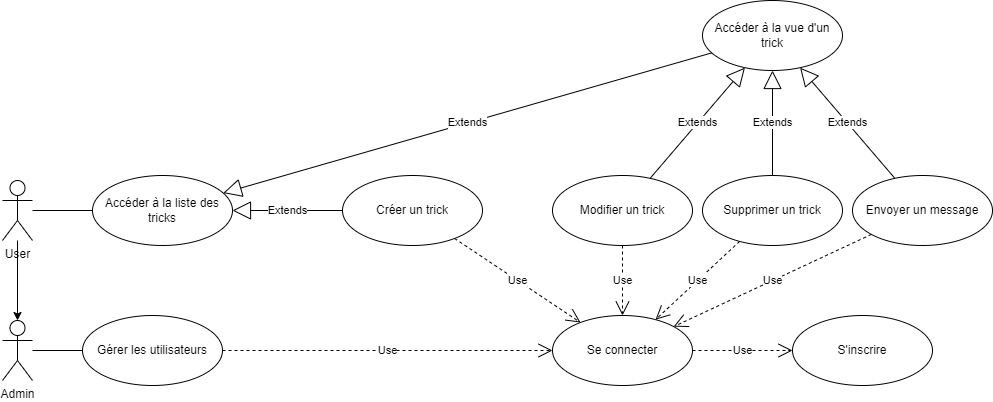 Accéder à la vue d'un
trick
Extends
Extends
Extends
Extends
Accéder à la liste des
tricks
Extends
Créer un trick
Modifier un trick
Supprimer un trick
Envoyer un message
User
Use
Use
Use
Use
Gérer les utilisateurs
Use
Se connecter
Use
S'inscrire
Admin